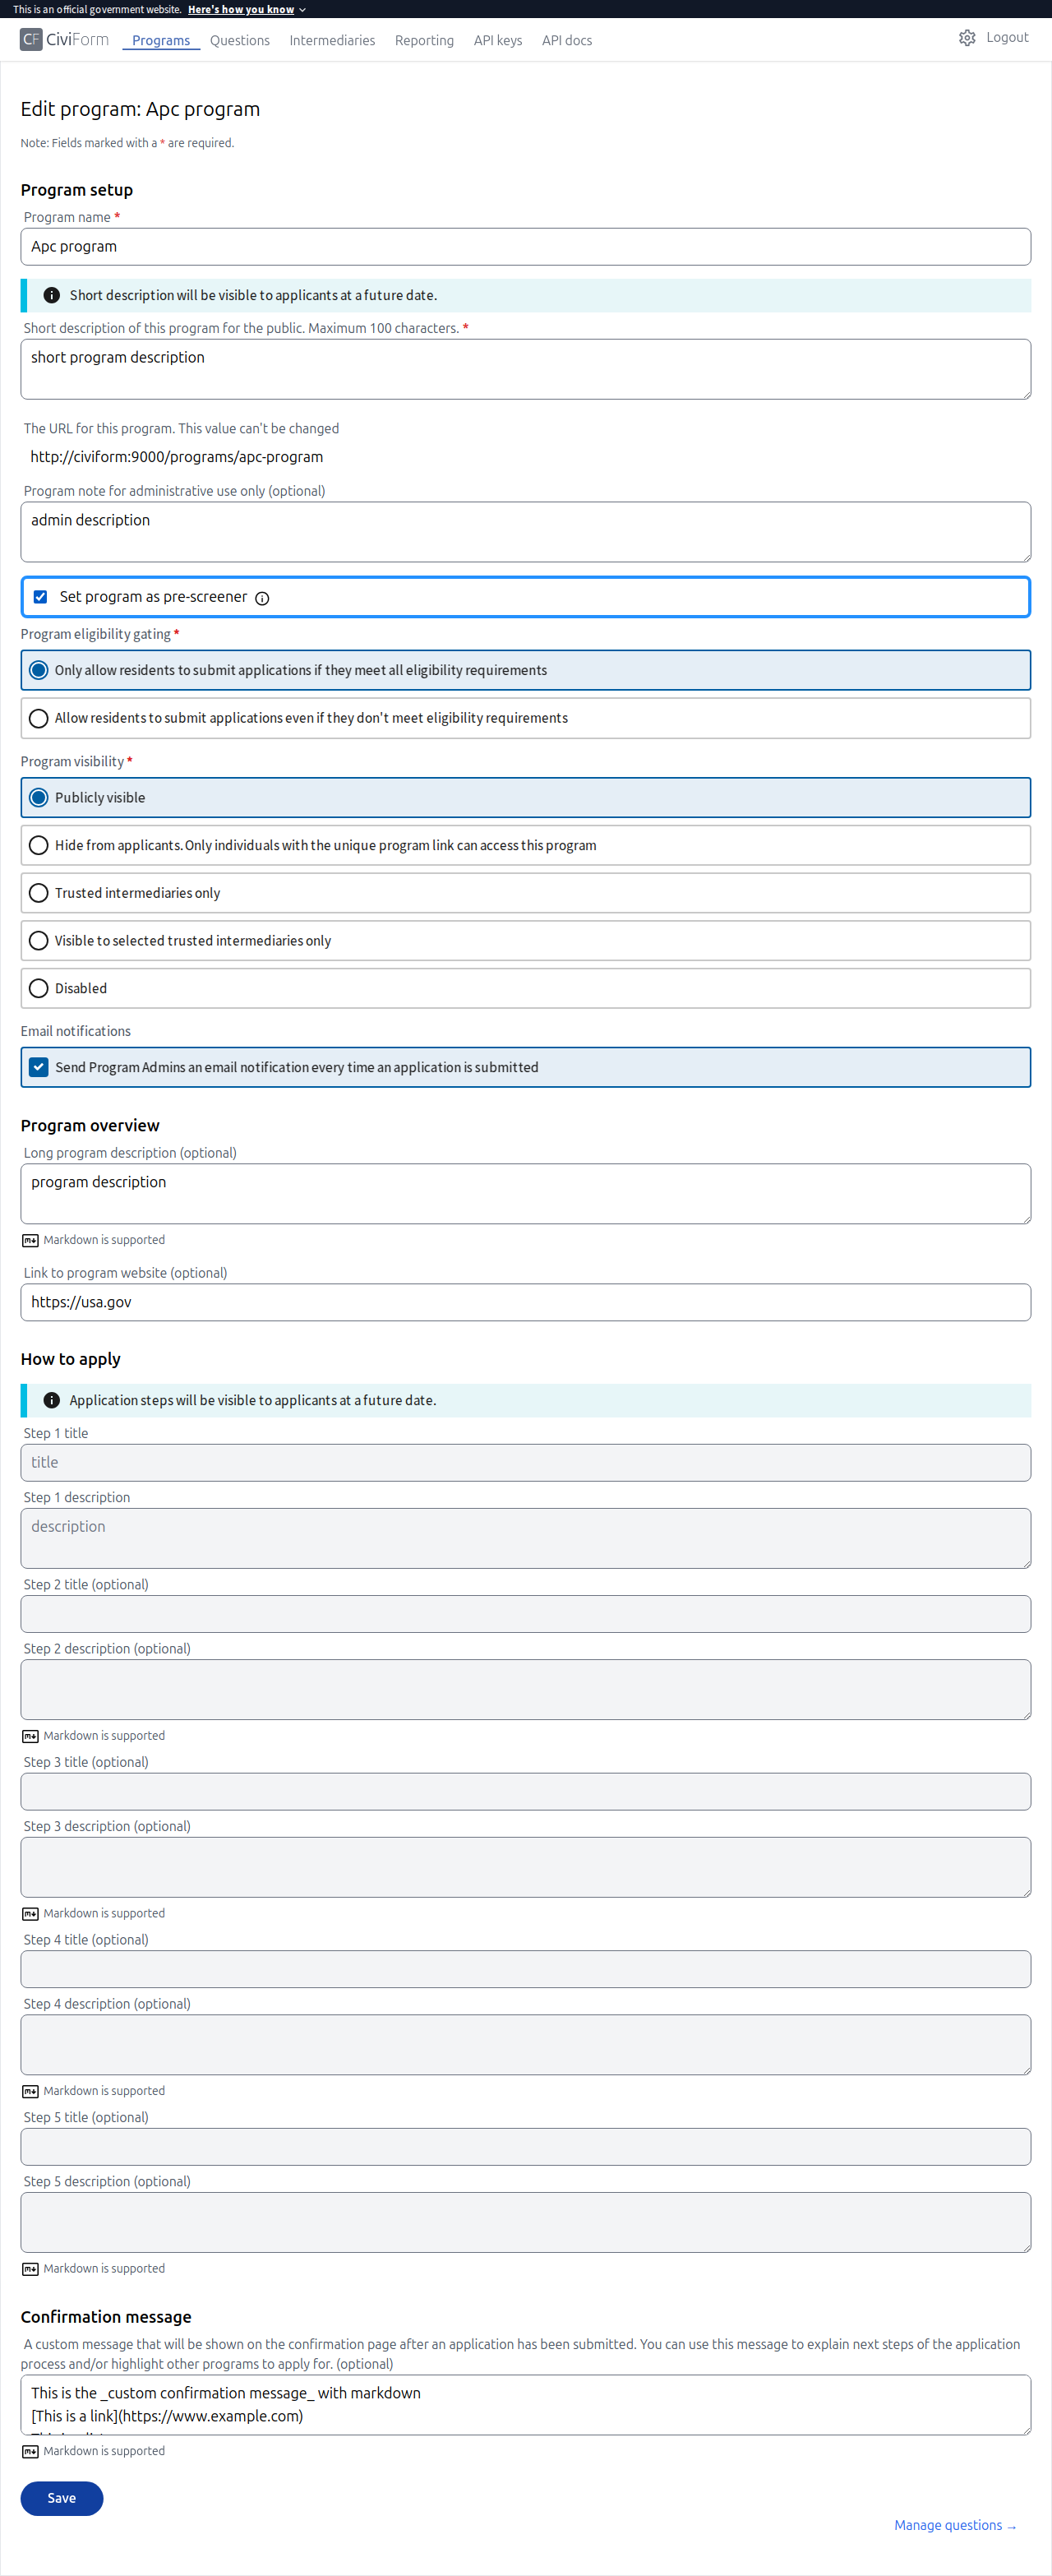 This is an official government website. Here's how you know
CF CiviForm Programs Questions Intermediaries Reporting API keys API docs Logout
Edit program: Apc program
Note: Fields marked with a * are required.
Program setup
Program name *
Apc program
Short description will be visible to applicants at a future date.
Short description of this program for the public. Maximum 100 characters. *
short program description
The URL for this program. This value can't be changed
http://civiform:9000/programs/apc-program
Program note for administrative use only (optional)
admin description
Set program as pre-screener
Program eligibility gating *
Only allow residents to submit applications if they meet all eligibility requirements
Allow residents to submit applications even if they don't meet eligibility requirements
Program visibility *
Publicly visible
Hide from applicants. Only individuals with the unique program link can access this program
Trusted intermediaries only
Visible to selected trusted intermediaries only
Disabled
Email notifications
Send Program Admins an email notification every time an application is submitted
Program overview
Long program description (optional)
program description
Markdown is supported
Link to program website (optional)
https://usa.gov
How to apply
Application steps will be visible to applicants at a future date.
Step 1 title
title
Step 1 description
description
Step 2 title (optional)
Step 2 description (optional)
Markdown is supported
Step 3 title (optional)
Step 3 description (optional)
Markdown is supported
Step 4 title (optional)
Step 4 description (optional)
Markdown is supported
Step 5 title (optional)
Step 5 description (optional)
Markdown is supported
Confirmation message
A custom message that will be shown on the confirmation page after an application has been submitted. You can use this message to explain next steps of the application
process and/or highlight other programs to apply for. (optional)
This is the _custom confirmation message_ with markdown
[This is a link](https://www.example.com)
Markdown is supported
Save
Manage questions →